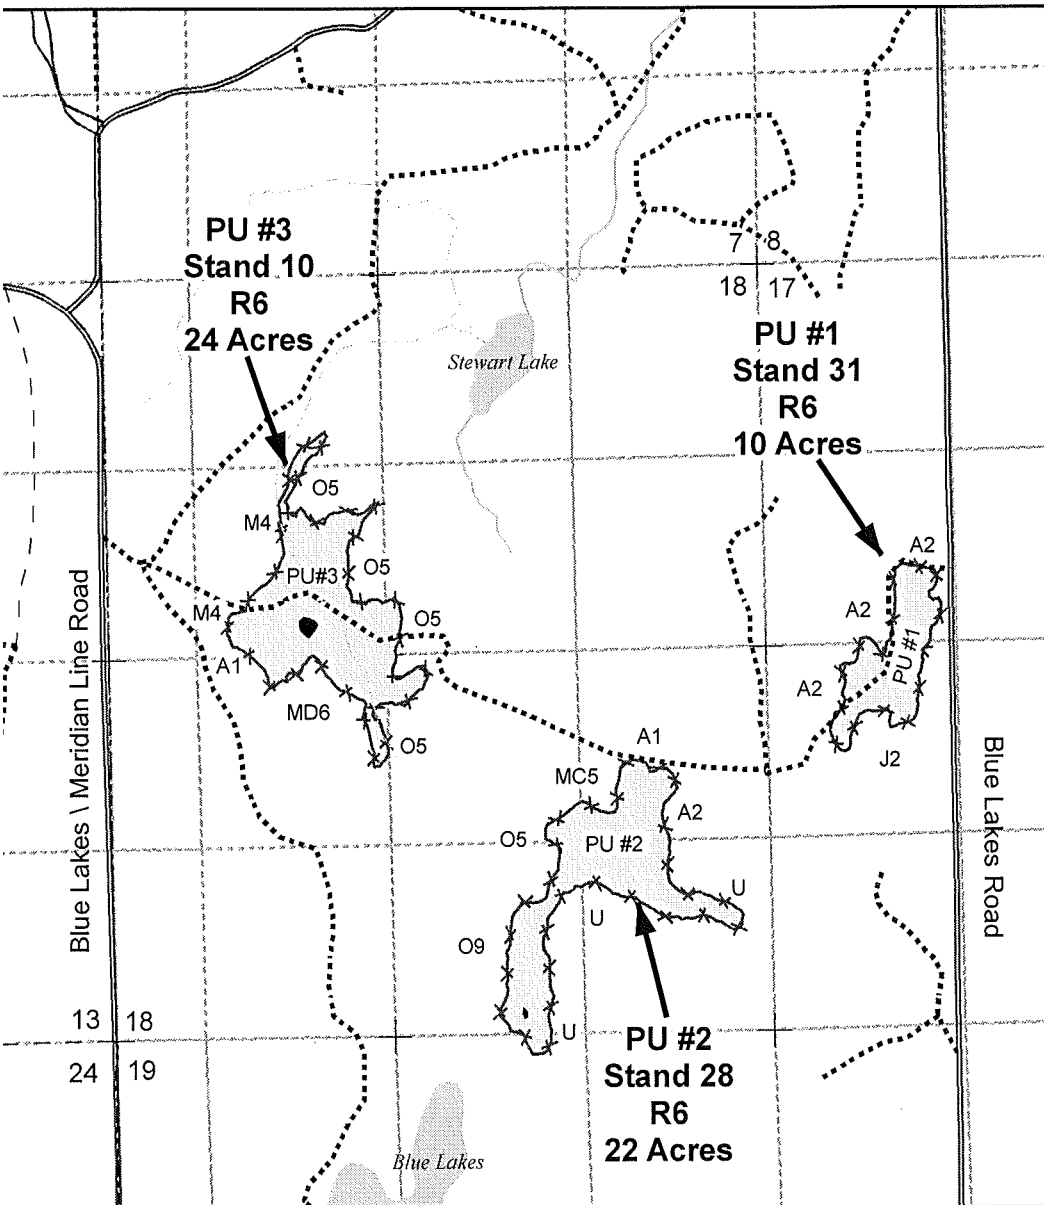 PU #3
Stand 10
R6
24 Acres
7 8
18 17
PU #1
Stand 31
R6
10 Acres
Stewart Lake
O5
M4
A2
PU#3
O5
A2
M4
O5
PU #1
A1
A2
MD6
O5
A1
J2
MC5
A2
O5
PU #2
U
U
O9
Blue Lakes \ Meridian Line Road
Blue Lakes Road
13 18
24 19
U
PU #2
Stand 28
R6
22 Acres
Blue Lakes